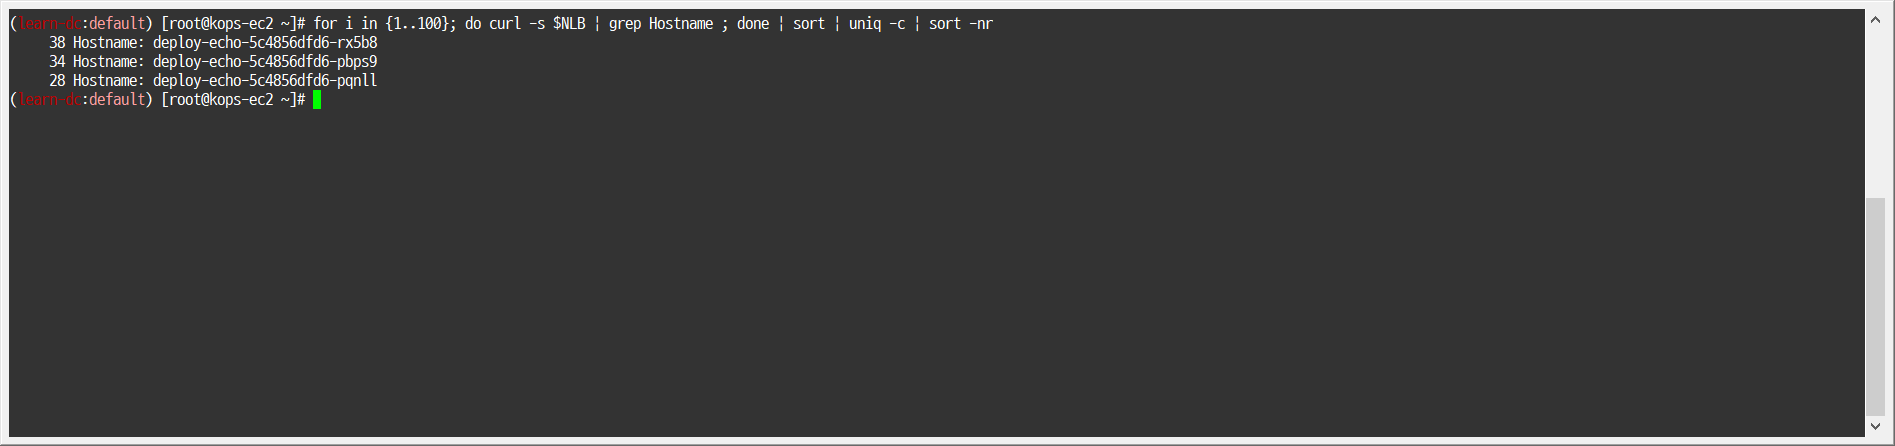 (learn-dc:default) [root@kops-ec2 ~]# for i in {1..100}; do curl -s $NLB | grep Hostname ; done | sort | uniq -c | sort -nr
     38 Hostname: deploy-echo-5c4856dfd6-rx5b8
     34 Hostname: deploy-echo-5c4856dfd6-pbps9
     28 Hostname: deploy-echo-5c4856dfd6-pqnll
(learn-dc:default) [root@kops-ec2 ~]#